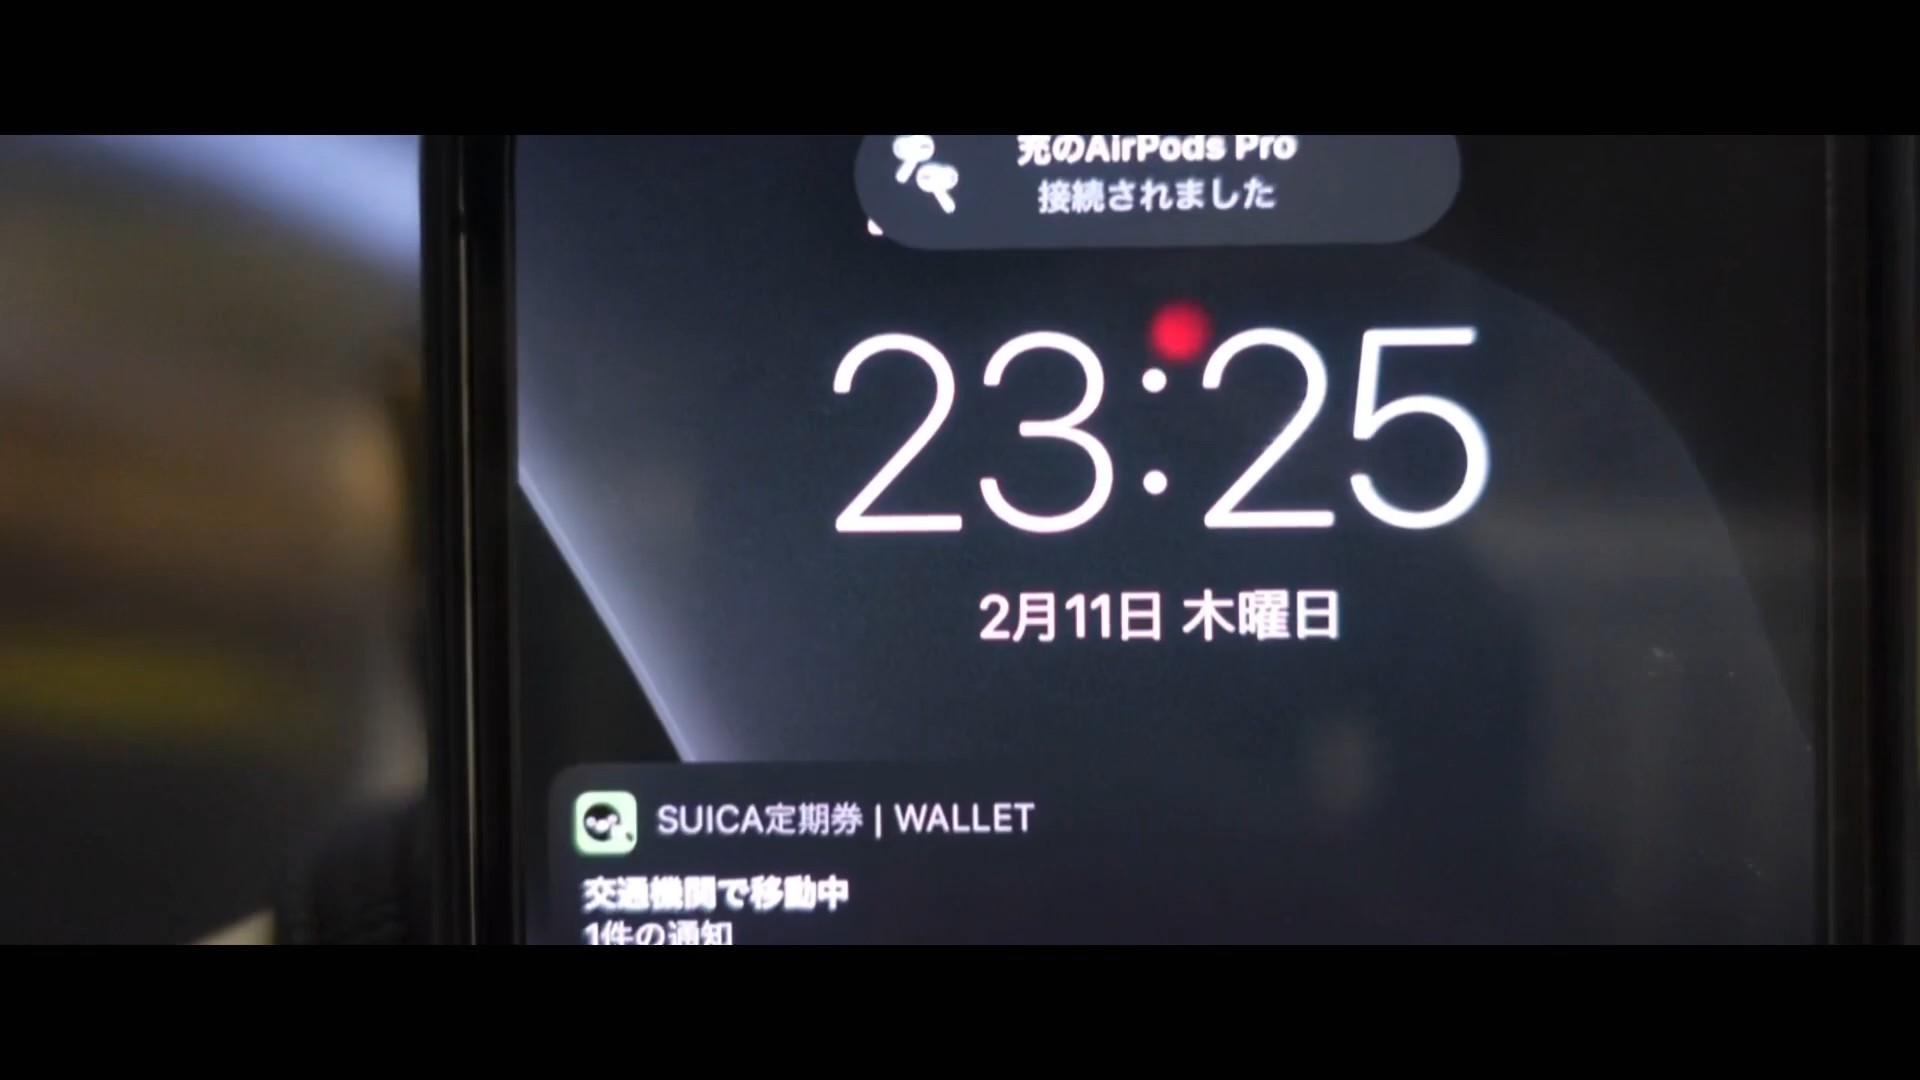 充のAirPods Pro
接続されました
23:25
2月11日 木曜日
SUICA定期券 | WALLET
交通機関で移動中
1件の通知